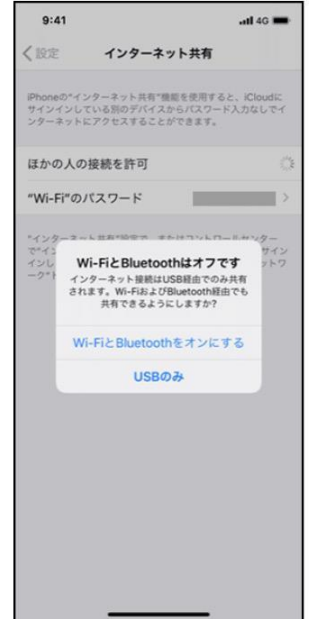 9:41
4G
設定
インターネット共有
iPhoneの"インターネット共有"機能を使用すると、iCloudに
サインインしている別のデバイスからパスワード入力なしでイ
ンターネットにアクセスすることができます。
ほかの人の接続を許可
"Wi-Fi"のパスワード
Wi-FiとBluetoothはオフです
インターネット接続はUSB経由でのみ共有
されます。Wi-FiおよびBluetooth経由でも
共有できるようにしますか?
Wi-FiとBluetoothをオンにする
USBのみ